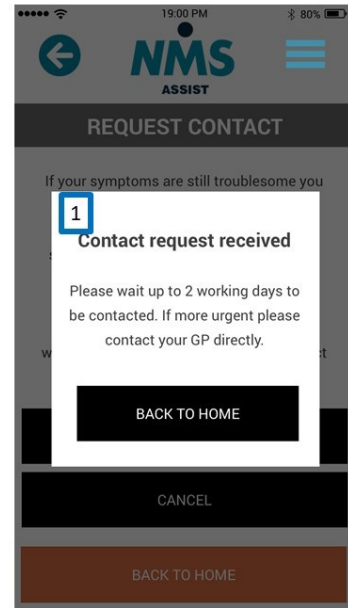 19:00 PM
80%
NMS
ASSIST
REQUEST CONTACT
If your symptoms are still troublesome you
1
Contact request received
Please wait up to 2 working days to
be contacted. If more urgent please
contact your GP directly.
BACK TO HOME
CANCEL
BACK TO HOME